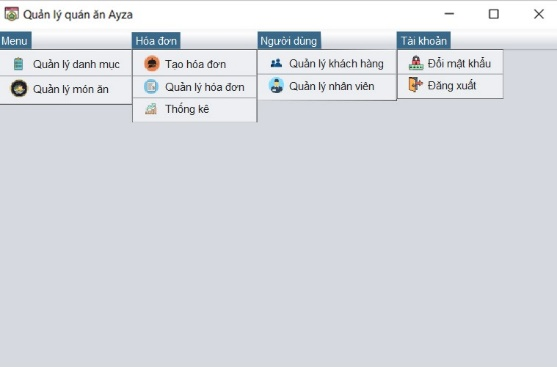 Quản lý quán ăn Ayza
Menu Hóa đơn Người dùng Tài khoản
Quản lý danh mục Tạo hóa đơn Quản lý khách hàng Đổi mật khẩu
Quản lý món ăn Quản lý hóa đơn Quản lý nhân viên Đăng xuất
Thống kê